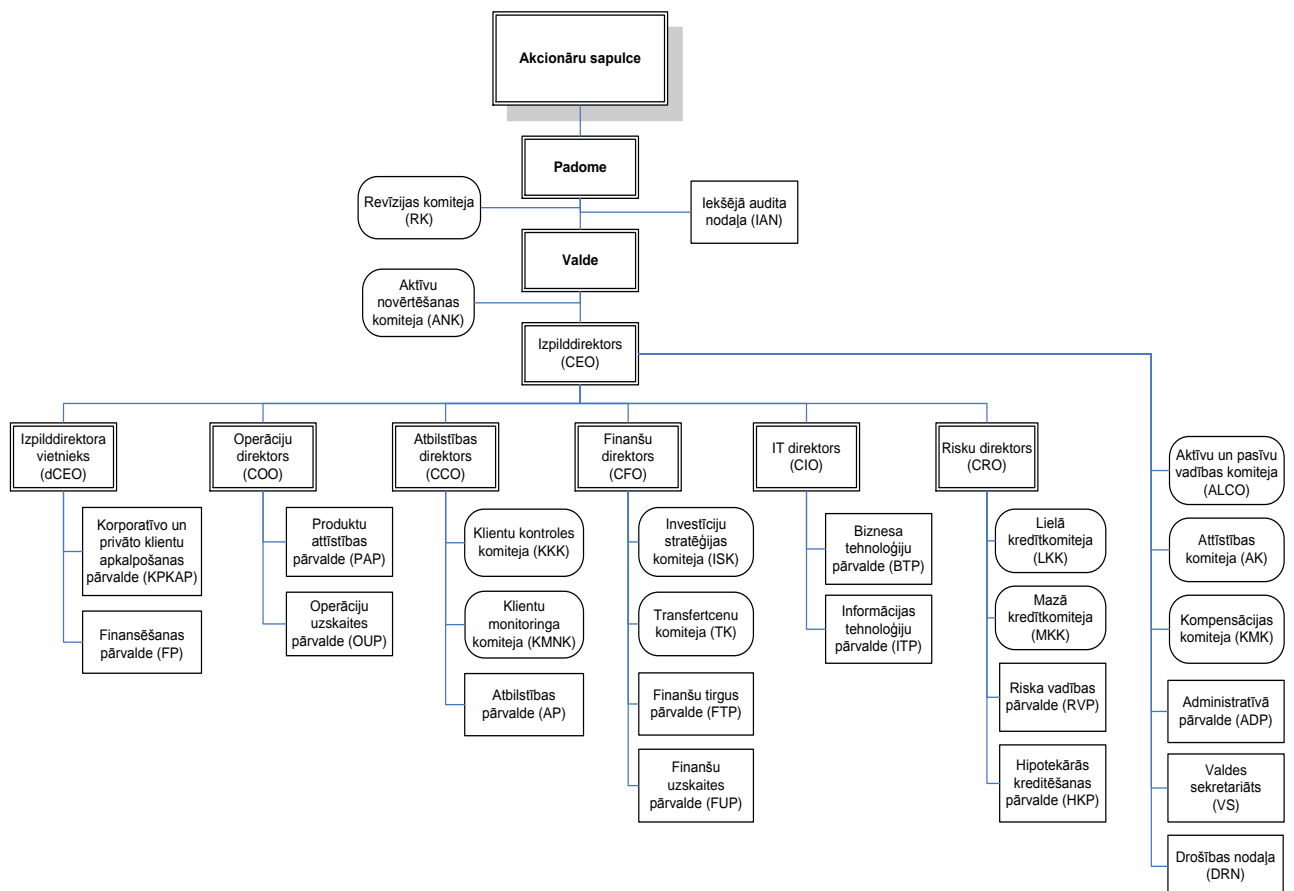 Akcionāru sapulce
Padome
Revīzijas komiteja
(RK)
Iekšējā audita
nodaļa (IAN)
Valde
Aktīvu
novērtēšanas
komiteja (ANK)
Izpilddirektors
(CEO)
Izpilddirektora
vietnieks
(dCEO)
Operāciju
direktors
(COO)
Atbilstības
direktors
(CCO)
Finanšu
direktors
(CFO)
IT direktors
(CIO)
Risku direktors
(CRO)
Korporatīvo un
privāto klientu
apkalpošanas
pārvalde (KPKAP)
Finansēšanas
pārvalde (FP)
Produktu
attīstības
pārvalde (PAP)
Operāciju
uzskaites
pārvalde (OUP)
Klientu kontroles
komiteja (KKK)
Klientu
monitoringa
komiteja (KMNK)
Atbilstības
pārvalde (AP)
Investīciju
stratēģijas
komiteja (ISK)
Transfertcenu
komiteja (TK)
Finanšu tirgus
pārvalde (FTP)
Finanšu
uzskaites
pārvalde (FUP)
Biznesa
tehnoloģiju
pārvalde (BTP)
Informācijas
tehnoloģiju
pārvalde (ITP)
Lielā
kredītkomiteja
(LKK)
Mazā
kredītkomiteja
(MKK)
Riska vadības
pārvalde (RVP)
Hipotekārās
kreditēšanas
pārvalde (HKP)
Aktīvu un pasīvu
vadības komiteja
(ALCO)
Attīstības
komiteja (AK)
Kompensācijas
komiteja (KMK)
Administratīvā
pārvalde (ADP)
Valdes
sekretariāts
(VS)
Drošības nodaļa
(DRN)